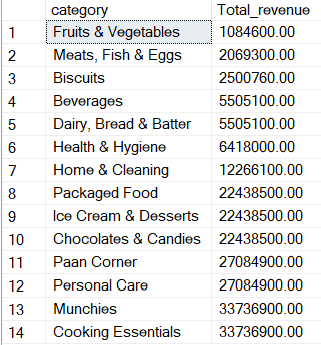 category Total_revenue
1 Fruits & Vegetables 1084600.00
2 Meats, Fish & Eggs 2069300.00
3 Biscuits 2500760.00
4 Beverages 5505100.00
5 Dairy, Bread & Batter 5505100.00
6 Health & Hygiene 6418000.00
7 Home & Cleaning 12266100.00
8 Packaged Food 22438500.00
9 Ice Cream & Desserts 22438500.00
10 Chocolates & Candies 22438500.00
11 Paan Corner 27084900.00
12 Personal Care 27084900.00
13 Munchies 33736900.00
14 Cooking Essentials 33736900.00